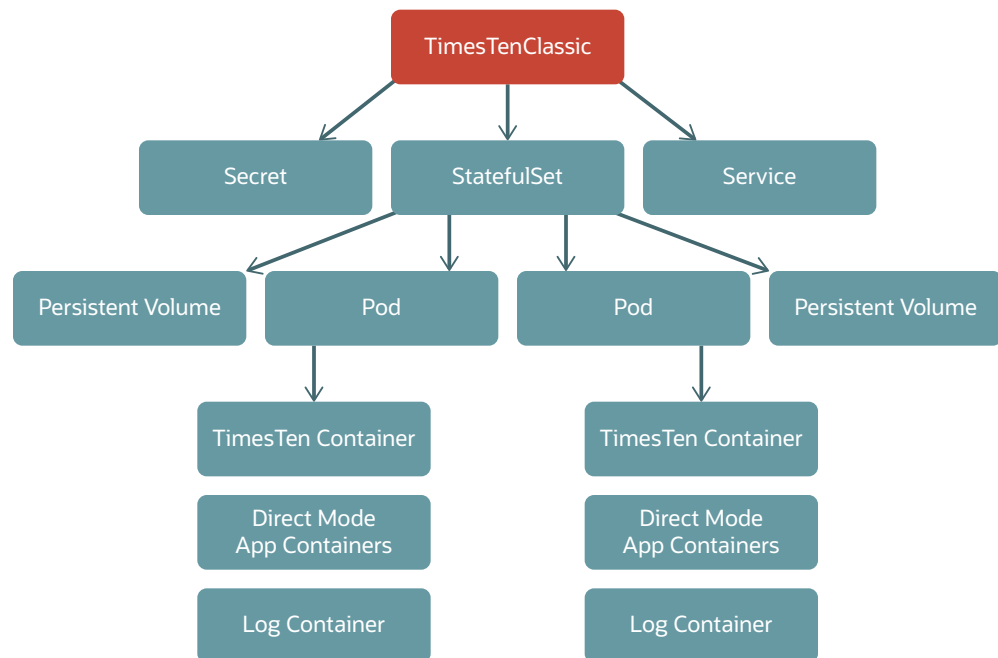 TimesTenClassic
Secret
StatefulSet
Service
Persistent Volume
Pod
Pod
Persistent Volume
TimesTen Container
TimesTen Container
Direct Mode
App Containers
Direct Mode
App Containers
Log Container
Log Container